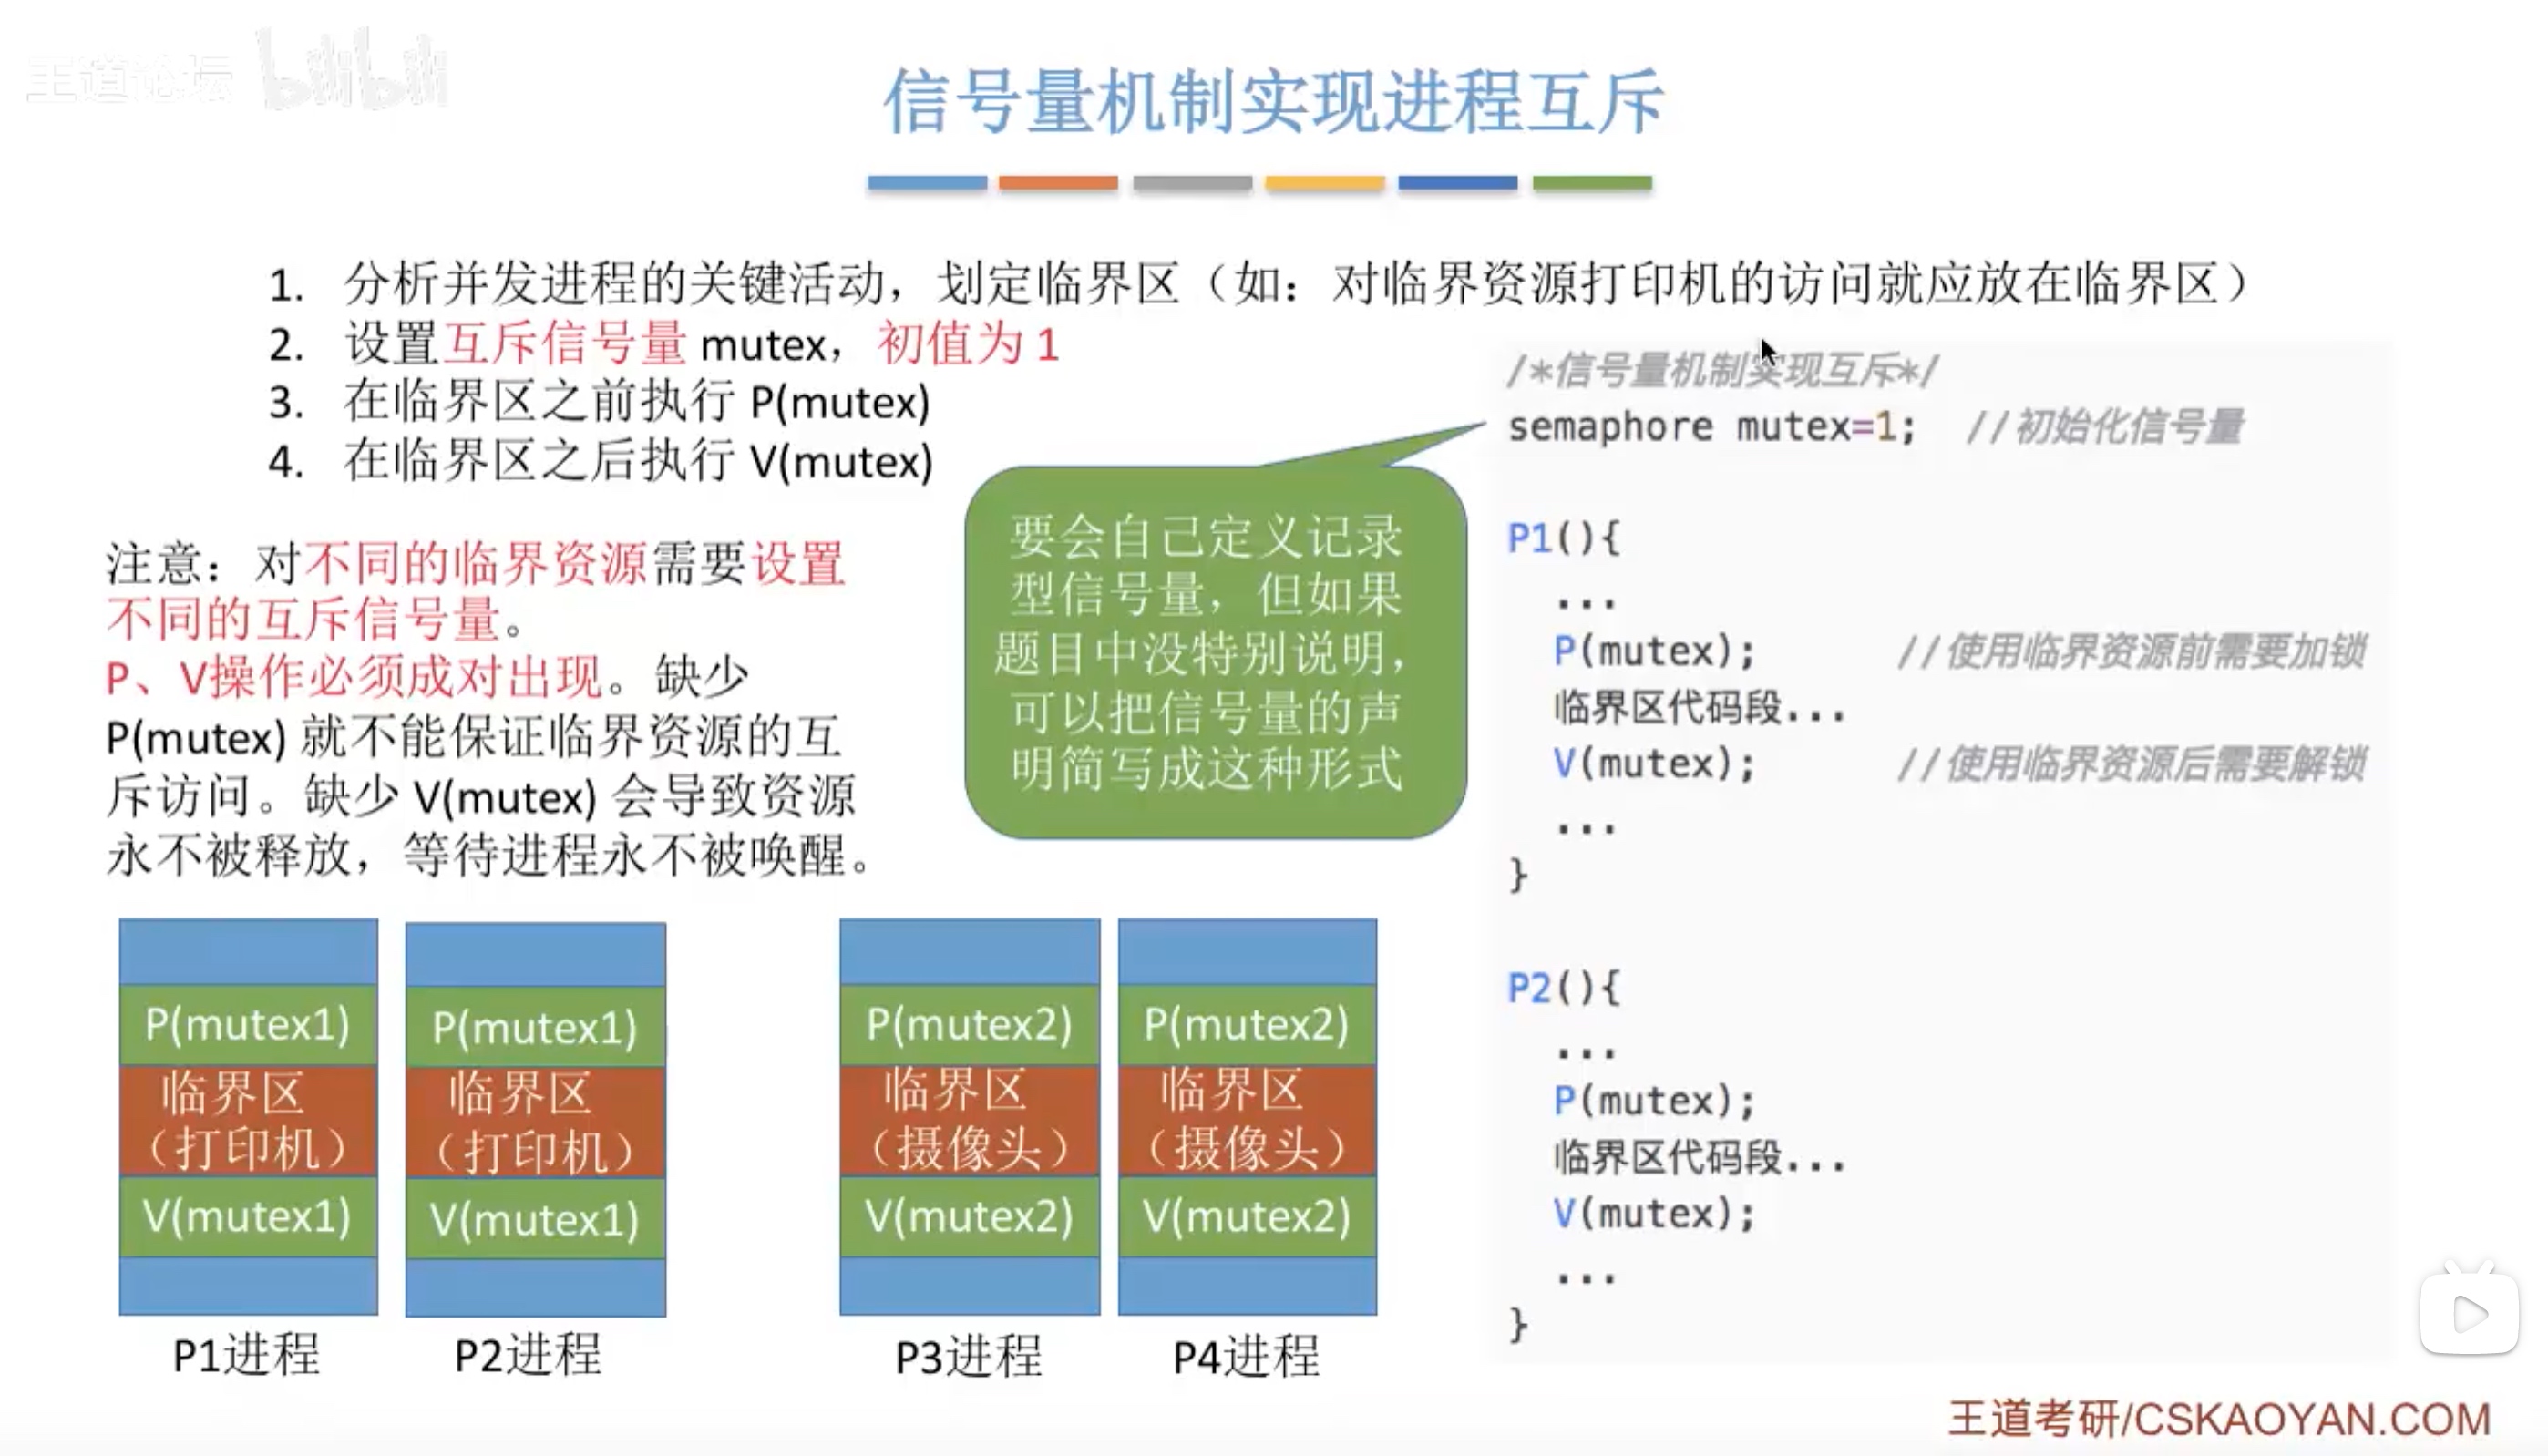 王道论坛 bilibili
信号量机制实现进程互斥
1. 分析并发进程的关键活动，划定临界区（如：对临界资源打印机的访问就应放在临界区）
2. 设置互斥信号量 mutex，初值为 1
3. 在临界区之前执行 P(mutex)
4. 在临界区之后执行 V(mutex)
注意：对不同的临界资源需要设置
不同的互斥信号量。
P、V操作必须成对出现。缺少
P(mutex) 就不能保证临界资源的互
斥访问。缺少 V(mutex) 会导致资源
永不被释放，等待进程永不被唤醒。
要会自己定义记录
型信号量，但如果
题目中没特别说明，
可以把信号量的声
明简写成这种形式
/*信号量机制实现互斥*/
semaphore mutex=1; //初始化信号量
P1(){
...
P(mutex); //使用临界资源前需要加锁
临界区代码段...
V(mutex); //使用临界资源后需要解锁
...
}
P2(){
...
P(mutex);
临界区代码段...
V(mutex);
...
}
P(mutex1)
临界区
（打印机）
V(mutex1)
P1进程
P(mutex1)
临界区
（打印机）
V(mutex1)
P2进程
P(mutex2)
临界区
（摄像头）
V(mutex2)
P3进程
P(mutex2)
临界区
（摄像头）
V(mutex2)
P4进程
王道考研/CSKAOYAN.COM